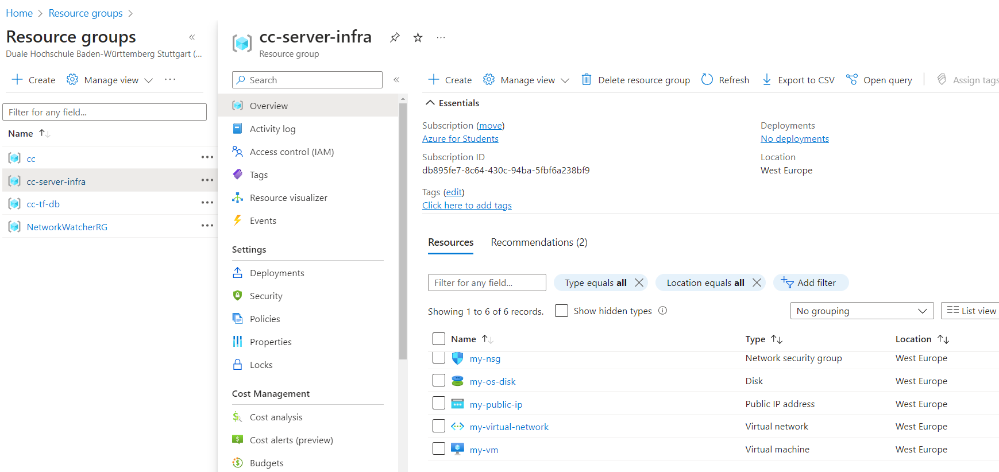 Home > Resource groups >
Resource groups
Duale Hochschule Baden-Württemberg Stuttgart (...
Create
Manage view
Filter for any field...
Name
cc
cc-server-infra
cc-tf-db
NetworkWatcherRG
cc-server-infra
Resource group
Search
Overview
Activity log
Access control (IAM)
Tags
Resource visualizer
Events
Settings
Deployments
Security
Policies
Properties
Locks
Cost Management
Cost analysis
Cost alerts (preview)
Budgets
Create
Manage view
Delete resource group
Refresh
Export to CSV
Open query
Assign tags
Essentials
Subscription (move)
Azure for Students
Subscription ID
db895fe7-8c64-430c-94ba-5fbf6a238bf9
Tags (edit)
Click here to add tags
Deployments
No deployments
Location
West Europe
Resources
Recommendations (2)
Filter for any field...
Type equals all
Location equals all
Add filter
Showing 1 to 6 of 6 records.
Show hidden types
No grouping
List view
Name Type Location
my-nsg Network security group West Europe
my-os-disk Disk West Europe
my-public-ip Public IP address West Europe
my-virtual-network Virtual network West Europe
my-vm Virtual machine West Europe